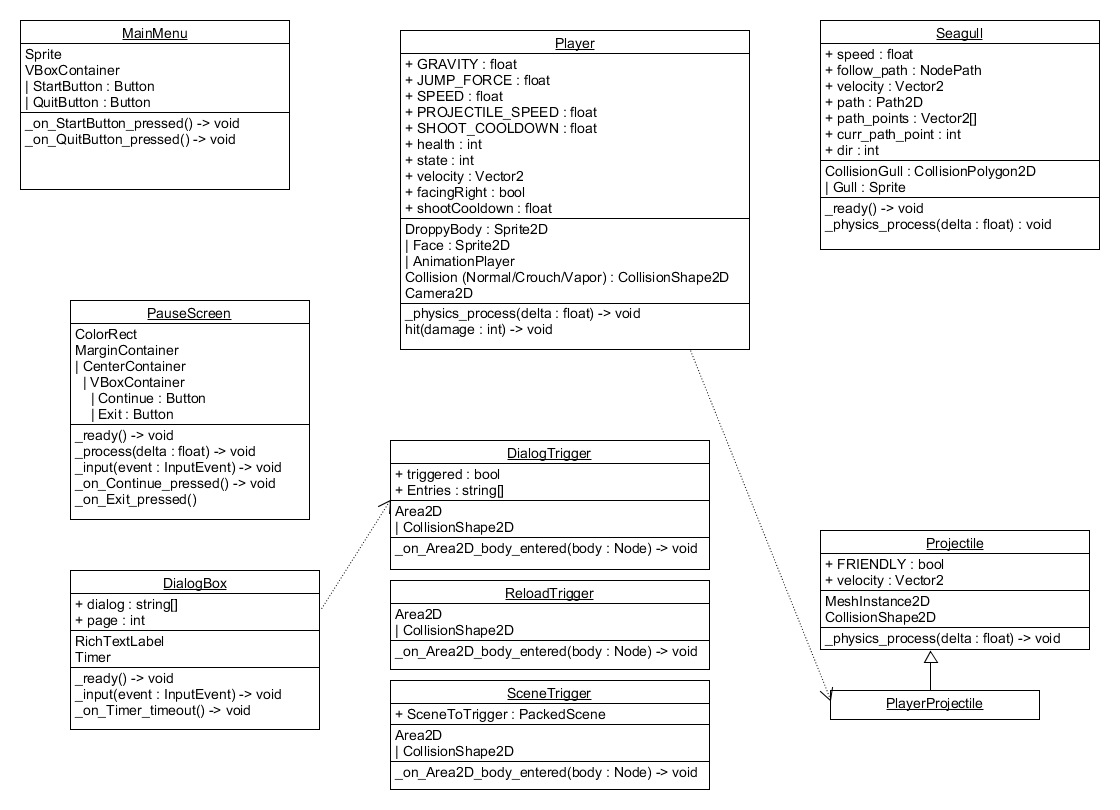 MainMenu
Sprite
VBoxContainer
| StartButton : Button
| QuitButton : Button
_on_StartButton_pressed() -> void
_on_QuitButton_pressed() -> void
Player
+ GRAVITY : float
+ JUMP_FORCE : float
+ SPEED : float
+ PROJECTILE_SPEED : float
+ SHOOT_COOLDOWN : float
+ health : int
+ state : int
+ velocity : Vector2
+ facingRight : bool
+ shootCooldown : float
DroppyBody : Sprite2D
| Face : Sprite2D
| AnimationPlayer
Collision (Normal/Crouch/Vapor) : CollisionShape2D
Camera2D
_physics_process(delta : float) -> void
hit(damage : int) -> void
Seagull
+ speed : float
+ follow_path : NodePath
+ velocity : Vector2
+ path : Path2D
+ path_points : Vector2[]
+ curr_path_point : int
+ dir : int
CollisionGull : CollisionPolygon2D
| Gull : Sprite
_ready() -> void
_physics_process(delta : float) : void
PauseScreen
ColorRect
MarginContainer
| CenterContainer
| VBoxContainer
| Continue : Button
| Exit : Button
_ready() -> void
_process(delta : float) -> void
_input(event : InputEvent) -> void
_on_Continue_pressed() -> void
_on_Exit_pressed()
DialogTrigger
+ triggered : bool
+ Entries : string[]
Area2D
| CollisionShape2D
_on_Area2D_body_entered(body : Node) -> void
DialogBox
+ dialog : string[]
+ page : int
RichTextLabel
Timer
_ready() -> void
_input(event : InputEvent) -> void
_on_Timer_timeout() -> void
ReloadTrigger
Area2D
| CollisionShape2D
_on_Area2D_body_entered(body : Node) -> void
SceneTrigger
+ SceneToTrigger : PackedScene
Area2D
| CollisionShape2D
_on_Area2D_body_entered(body : Node) -> void
Projectile
+ FRIENDLY : bool
+ velocity : Vector2
MeshInstance2D
CollisionShape2D
_physics_process(delta : float) -> void
PlayerProjectile